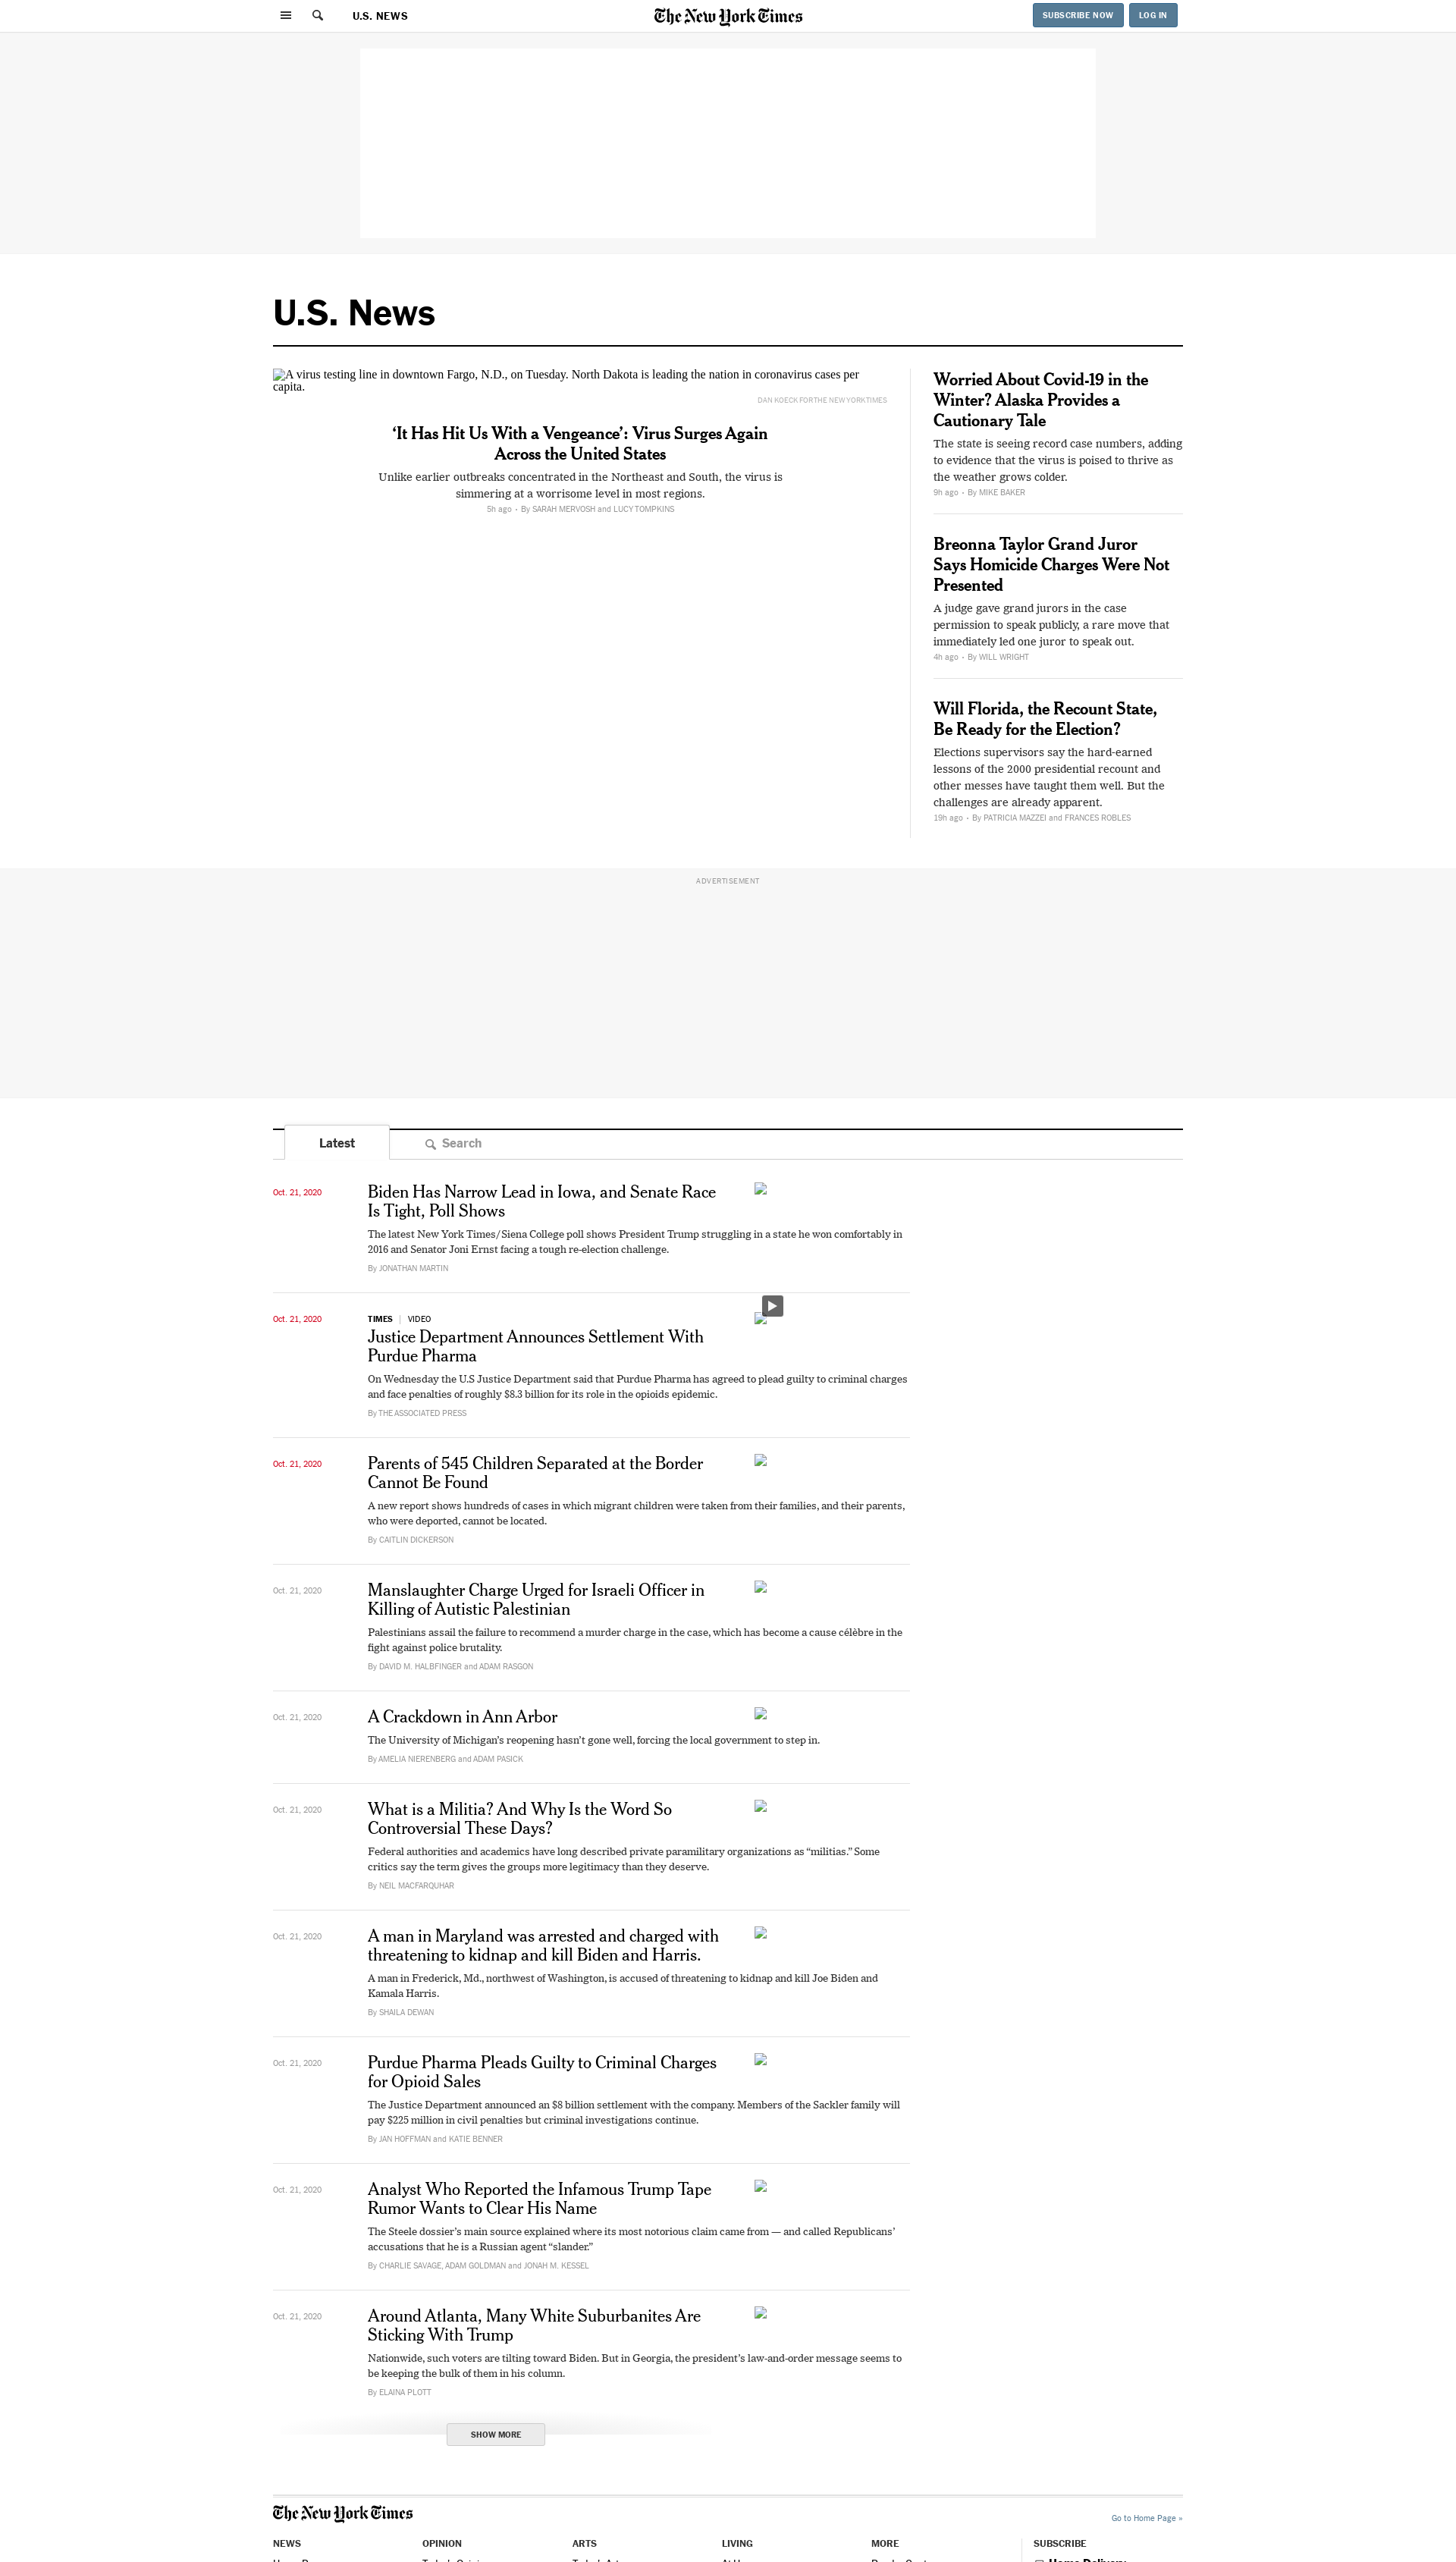 U.S. NEWS
The New York Times
SUBSCRIBE NOW
LOG IN
U.S. News
A virus testing line in downtown Fargo, N.D., on Tuesday. North Dakota is leading the nation in coronavirus cases per
capita.
DAN KOECK FOR THE NEW YORK TIMES
‘It Has Hit Us With a Vengeance’: Virus Surges Again
Across the United States
Unlike earlier outbreaks concentrated in the Northeast and South, the virus is
simmering at a worrisome level in most regions.
5h ago • By SARAH MERVOSH and LUCY TOMPKINS
Worried About Covid-19 in the
Winter? Alaska Provides a
Cautionary Tale
The state is seeing record case numbers, adding
to evidence that the virus is poised to thrive as
the weather grows colder.
9h ago • By MIKE BAKER
Breonna Taylor Grand Juror
Says Homicide Charges Were Not
Presented
A judge gave grand jurors in the case
permission to speak publicly, a rare move that
immediately led one juror to speak out.
4h ago • By WILL WRIGHT
Will Florida, the Recount State,
Be Ready for the Election?
Elections supervisors say the hard-earned
lessons of the 2000 presidential recount and
other messes have taught them well. But the
challenges are already apparent.
19h ago • By PATRICIA MAZZEI and FRANCES ROBLES
ADVERTISEMENT
Latest
Search
Oct. 21, 2020
Biden Has Narrow Lead in Iowa, and Senate Race
Is Tight, Poll Shows
The latest New York Times/Siena College poll shows President Trump struggling in a state he won comfortably in
2016 and Senator Joni Ernst facing a tough re-election challenge.
By JONATHAN MARTIN
Oct. 21, 2020
TIMES | VIDEO
Justice Department Announces Settlement With
Purdue Pharma
On Wednesday the U.S Justice Department said that Purdue Pharma has agreed to plead guilty to criminal charges
and face penalties of roughly $8.3 billion for its role in the opioids epidemic.
By THE ASSOCIATED PRESS
Oct. 21, 2020
Parents of 545 Children Separated at the Border
Cannot Be Found
A new report shows hundreds of cases in which migrant children were taken from their families, and their parents,
who were deported, cannot be located.
By CAITLIN DICKERSON
Oct. 21, 2020
Manslaughter Charge Urged for Israeli Officer in
Killing of Autistic Palestinian
Palestinians assail the failure to recommend a murder charge in the case, which has become a cause célèbre in the
fight against police brutality.
By DAVID M. HALBFINGER and ADAM RASGON
Oct. 21, 2020
A Crackdown in Ann Arbor
The University of Michigan’s reopening hasn’t gone well, forcing the local government to step in.
By AMELIA NIERENBERG and ADAM PASICK
Oct. 21, 2020
What is a Militia? And Why Is the Word So
Controversial These Days?
Federal authorities and academics have long described private paramilitary organizations as “militias.” Some
critics say the term gives the groups more legitimacy than they deserve.
By NEIL MACFARQUHAR
Oct. 21, 2020
A man in Maryland was arrested and charged with
threatening to kidnap and kill Biden and Harris.
A man in Frederick, Md., northwest of Washington, is accused of threatening to kidnap and kill Joe Biden and
Kamala Harris.
By SHAILA DEWAN
Oct. 21, 2020
Purdue Pharma Pleads Guilty to Criminal Charges
for Opioid Sales
The Justice Department announced an $8 billion settlement with the company. Members of the Sackler family will
pay $225 million in civil penalties but criminal investigations continue.
By JAN HOFFMAN and KATIE BENNER
Oct. 21, 2020
Analyst Who Reported the Infamous Trump Tape
Rumor Wants to Clear His Name
The Steele dossier’s main source explained where its most notorious claim came from — and called Republicans’
accusations that he is a Russian agent “slander.”
By CHARLIE SAVAGE, ADAM GOLDMAN and JONAH M. KESSEL
Oct. 21, 2020
Around Atlanta, Many White Suburbanites Are
Sticking With Trump
Nationwide, such voters are tilting toward Biden. But in Georgia, the president’s law-and-order message seems to
be keeping the bulk of them in his column.
By ELAINA PLOTT
SHOW MORE
The New York Times
Go to Home Page »
NEWS
OPINION
ARTS
LIVING
MORE
SUBSCRIBE